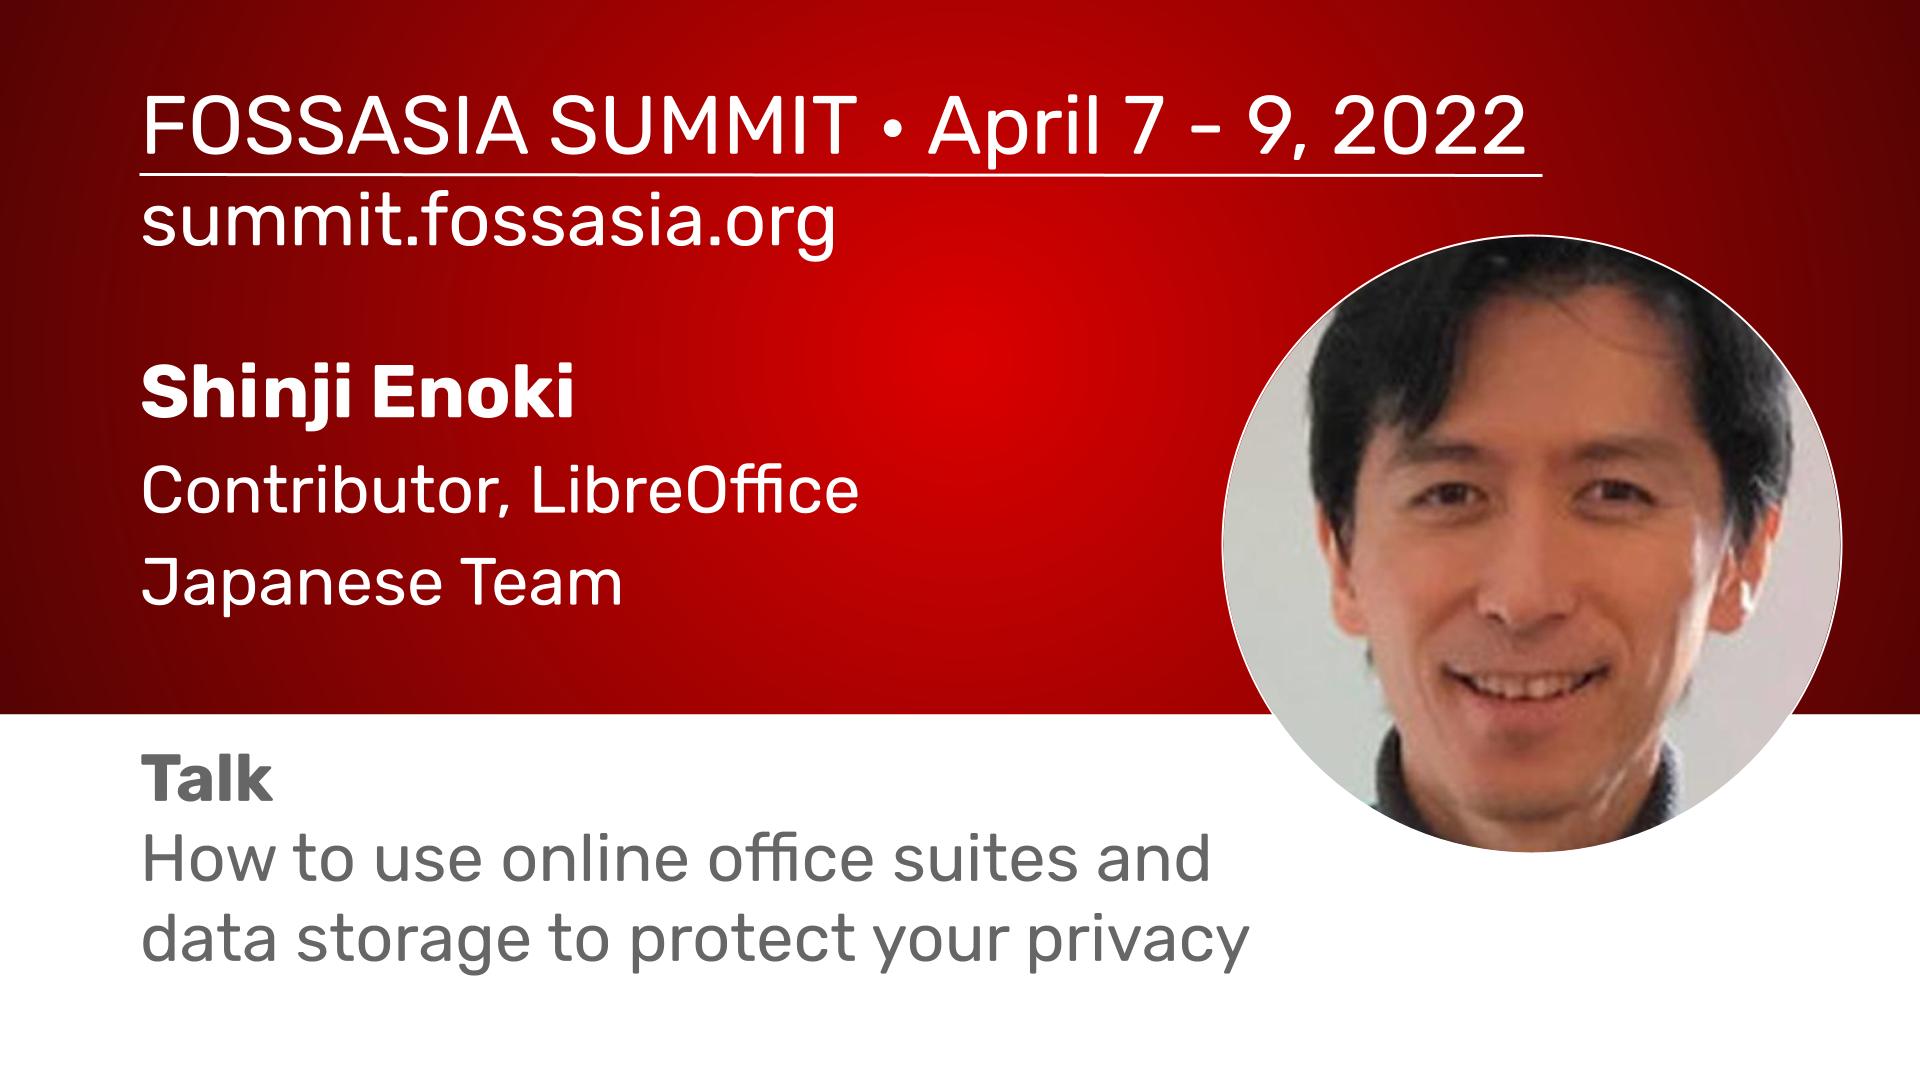 FOSSASIA SUMMIT • April 7 - 9, 2022
summit.fossasia.org
Shinji Enoki
Contributor, LibreOffice
Japanese Team
Talk
How to use online office suites and
data storage to protect your privacy